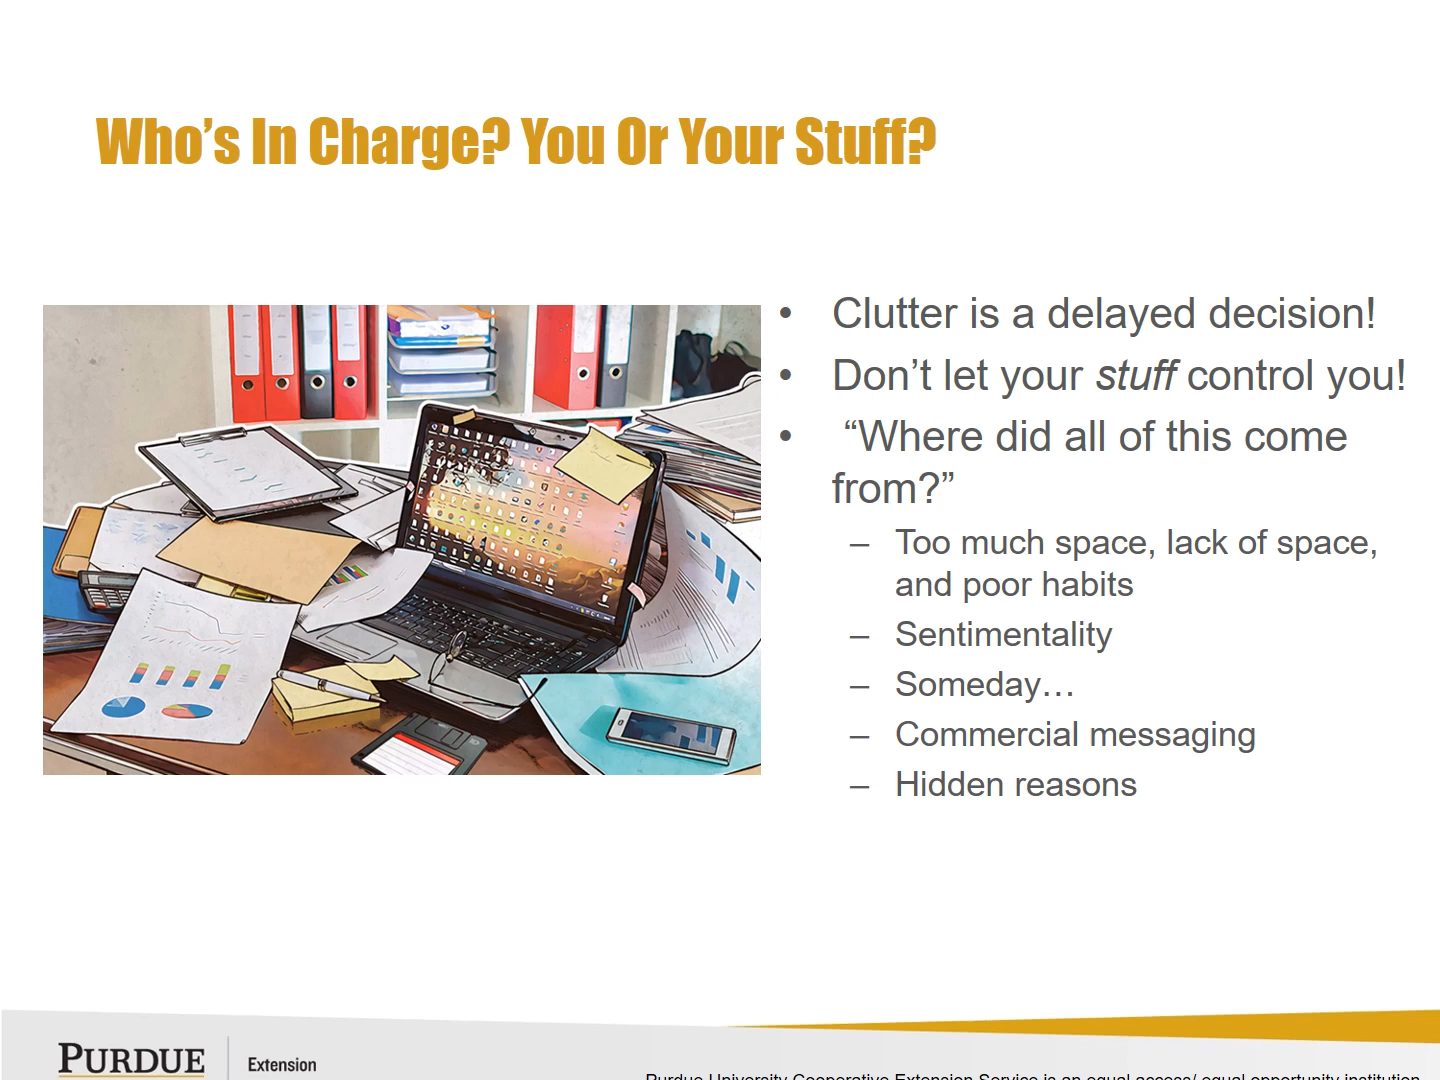 Who’s In Charge? You Or Your Stuff?
• Clutter is a delayed decision!
• Don’t let your stuff control you!
• “Where did all of this come
from?”
– Too much space, lack of space,
and poor habits
– Sentimentality
– Someday…
– Commercial messaging
– Hidden reasons
PURDUE
Extension
Purdue University Cooperative Extension Service is an equal access/ equal opportunity institution